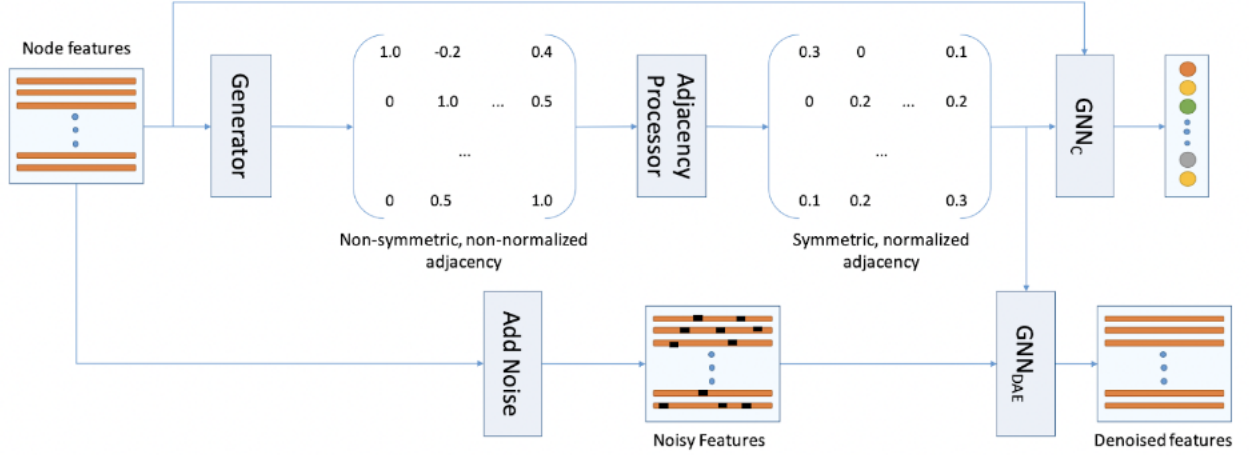 Node features
Generator
1.0 -0.2 0.4
0 1.0 ... 0.5
...
0 0.5 1.0
Non-symmetric, non-normalized
adjacency
Adjacency
Processor
0.3 0 0.1
0 0.2 ... 0.2
...
0.1 0.2 0.3
Symmetric, normalized
adjacency
GNN_C
Add Noise
Noisy Features
GNN_DAE
Denoised features